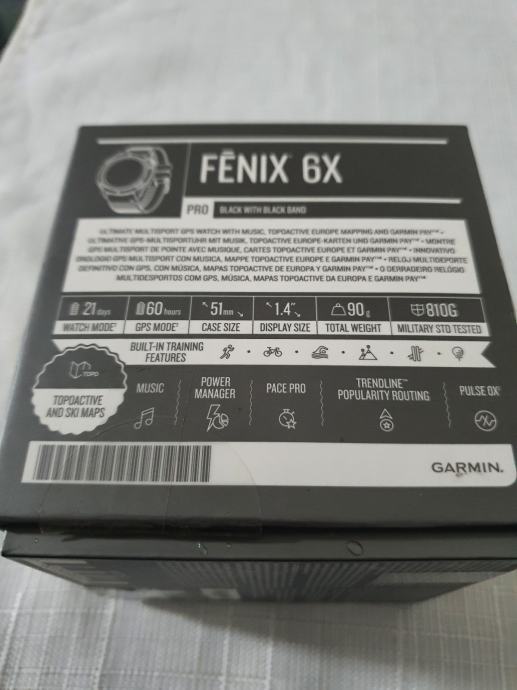 FĒNIX® 6X
PRO BLACK WITH BLACK BAND
ULTIMATE MULTISPORT GPS WATCH WITH MUSIC, TOPOACTIVE EUROPE MAPPING AND GARMIN PAY™ •
ULTIMATIVE GPS-MULTISPORTUHR MIT MUSIK, TOPOACTIVE EUROPE-KARTEN UND GARMIN PAY™ • MONTRE
GPS MULTISPORT DE POINTE AVEC MUSIQUE, CARTES TOPOACTIVE EUROPE ET GARMIN PAY™ • INNOVATIVO
OROLOGIO GPS MULTISPORT CON MUSICA, MAPPE TOPOACTIVE EUROPE E GARMIN PAY™ • RELOJ MULTIDEPORTE
DEFINITIVO CON GPS, CON MÚSICA, MAPAS TOPOACTIVE DE EUROPA Y GARMIN PAY™ • O DERRADEIRO RELÓGIO
MULTIDESPORTOS COM GPS, MÚSICA, MAPAS TOPOACTIVE DA EUROPA E GARMIN PAY™
21 days 60 hours 51 mm 1.4" 90 g 810G
WATCH MODE¹ GPS MODE¹ CASE SIZE DISPLAY SIZE TOTAL WEIGHT MILITARY STD TESTED
BUILT-IN TRAINING
FEATURES
TOPO
TOPOACTIVE
AND SKI MAPS
MUSIC
POWER
MANAGER
PACE PRO
TRENDLINE™
POPULARITY ROUTING
PULSE OX²
GARMIN.